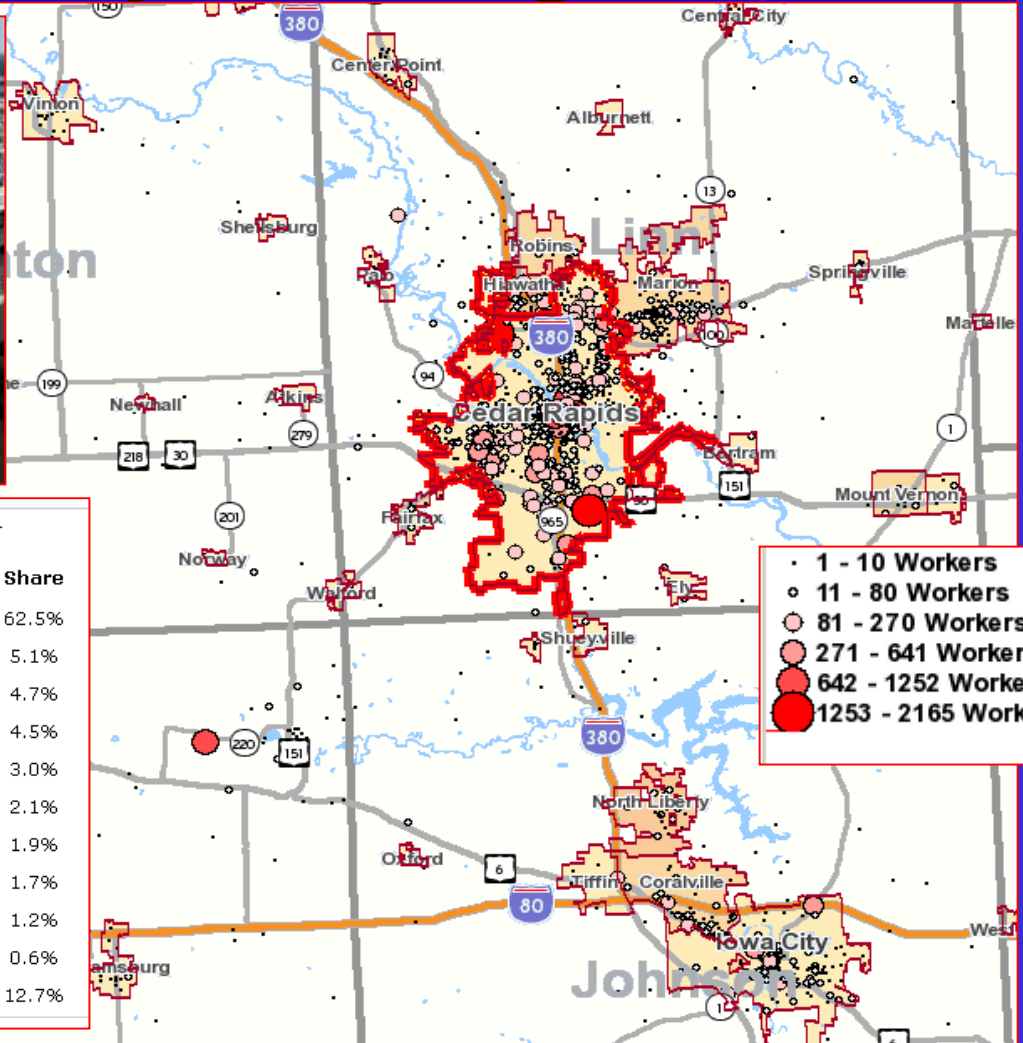 150
380
Central City
Center Point
Vinton
Alburnett
13
Shellsburg
Linn
Robins
ton
Palo
Hiawatha
Marion
Springville
380
100
Martelle
94
199
Newhall
Atkins
Cedar Rapids
279
1
218
30
Bertram
151
Mount Vernon
201
Fairfax
965
30
Norway
Share
62.5%
5.1%
4.7%
4.5%
3.0%
2.1%
1.9%
1.7%
1.2%
0.6%
12.7%
Walford
Ely
Shueyville
1 - 10 Workers
11 - 80 Workers
81 - 270 Workers
271 - 641 Worker
642 - 1252 Worke
1253 - 2165 Work
220
151
380
North Liberty
Oxford
6
Tiffin
Coralville
80
Iowa City
West
amsburg
Johnson
1
6